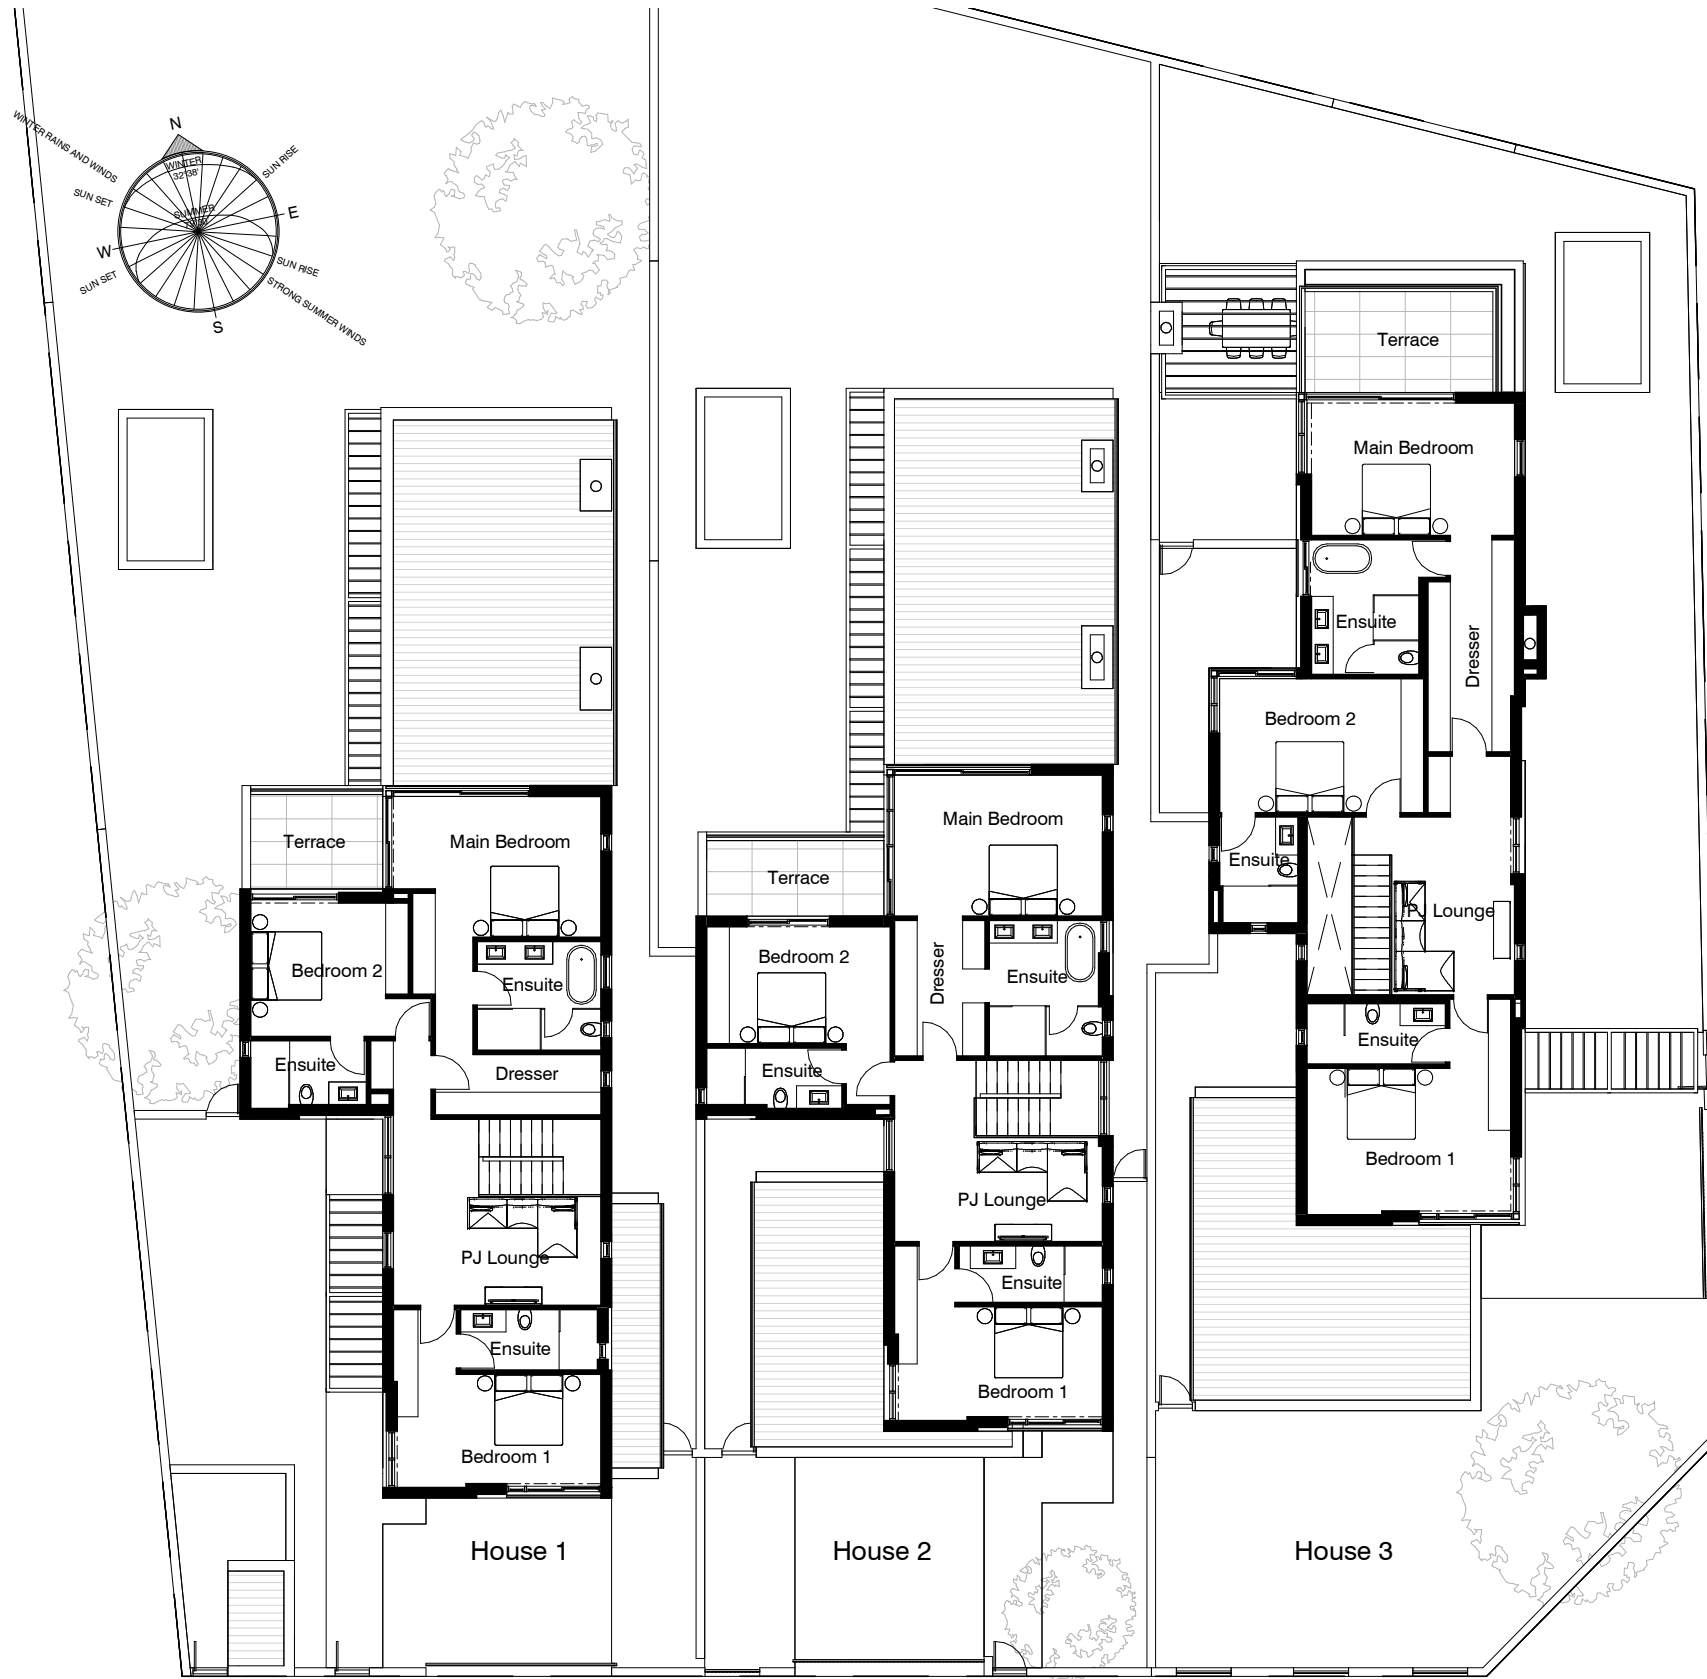 N
WINTER RAINS AND WINDS
WINTER
32°38'
SUN RISE
SUN SET
SUMMER
E
W
SUN SET
SUN RISE
STRONG SUMMER WINDS
S
Terrace
Main Bedroom
Bedroom 2
Ensuite
Ensuite
Dresser
PJ Lounge
Ensuite
Bedroom 1
House 1
Main Bedroom
Terrace
Bedroom 2
Dresser
Ensuite
Ensuite
PJ Lounge
Ensuite
Bedroom 1
House 2
Terrace
Main Bedroom
Ensuite
Dresser
Bedroom 2
Ensuite
PJ Lounge
Ensuite
Bedroom 1
House 3